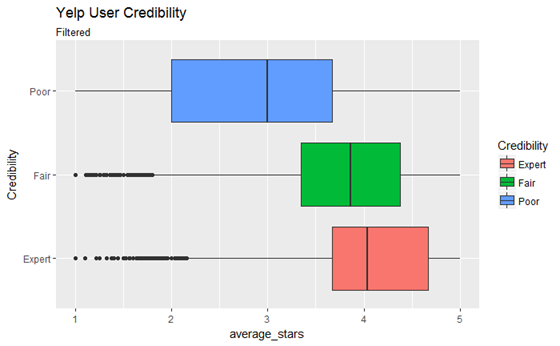 Yelp User Credibility
Filtered
Credibility
Poor
Fair
Expert
1 2 3 4 5
average_stars
Credibility
Expert
Fair
Poor